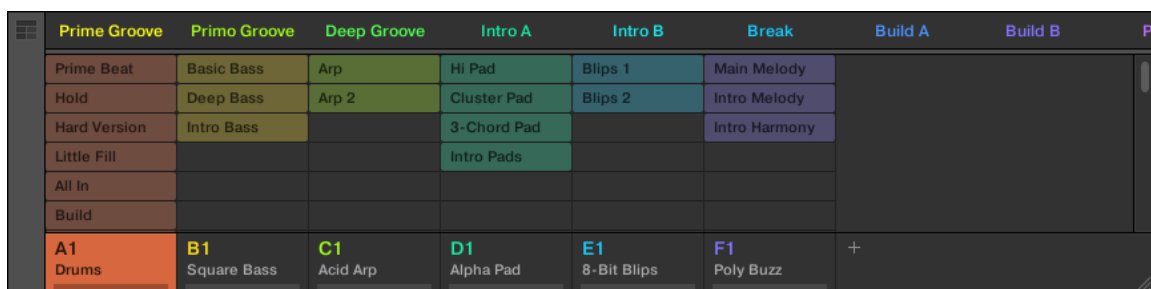 Prime Groove Primo Groove Deep Groove Intro A Intro B Break Build A Build B P
Prime Beat Basic Bass Arp Hi Pad Blips 1 Main Melody
Hold Deep Bass Arp 2 Cluster Pad Blips 2 Intro Melody
Hard Version Intro Bass 3-Chord Pad Intro Harmony
Little Fill Intro Pads
All In
Build
A1 B1 C1 D1 E1 F1 +
Drums Square Bass Acid Arp Alpha Pad 8-Bit Blips Poly Buzz